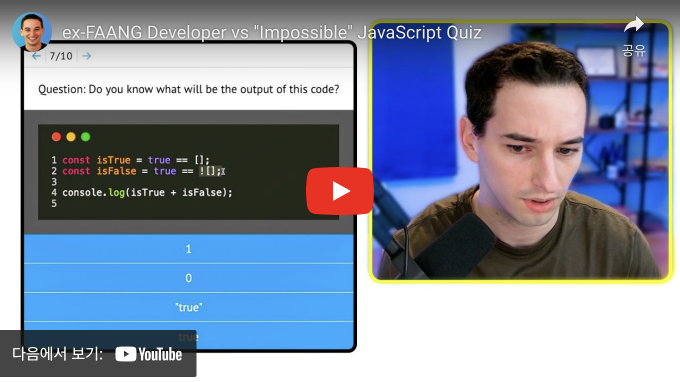 ex-FAANG Developer vs "Impossible" JavaScript Quiz
공유
← 7/10 →
Question: Do you know what will be the output of this code?
1 const isTrue = true == [];
2 const isFalse = true == ![];
3
4 console.log(isTrue + isFalse);
5
1
0
"true"
true
다음에서 보기: YouTube